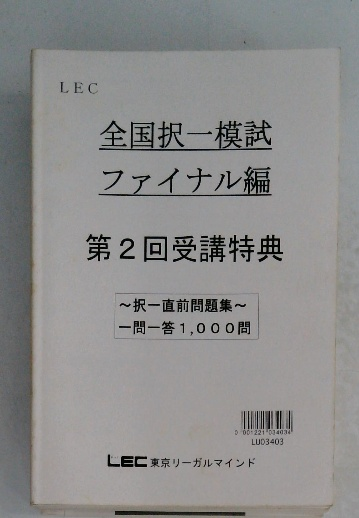 LEC
全国択一模試
ファイナル編
第2回受講特典
～択一直前問題集～
一問一答1,000問
LU03403
LEC東京リーガルマインド